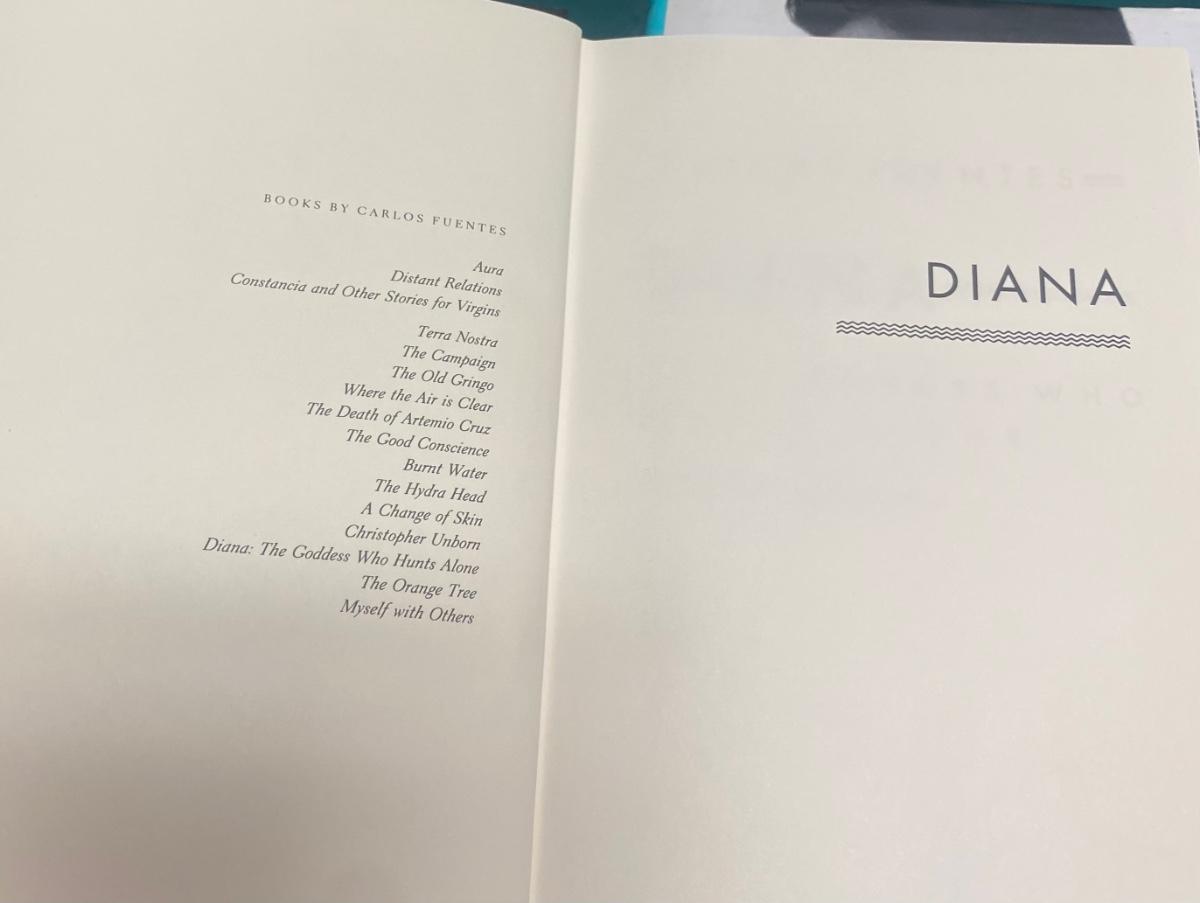 BOOKS BY CARLOS FUENTES
Aura
Distant Relations
Constancia and Other Stories for Virgins
Terra Nostra
The Campaign
The Old Gringo
Where the Air is Clear
The Death of Artemio Cruz
The Good Conscience
Burnt Water
The Hydra Head
A Change of Skin
Christopher Unborn
Diana: The Goddess Who Hunts Alone
The Orange Tree
Myself with Others
DIANA
WHO